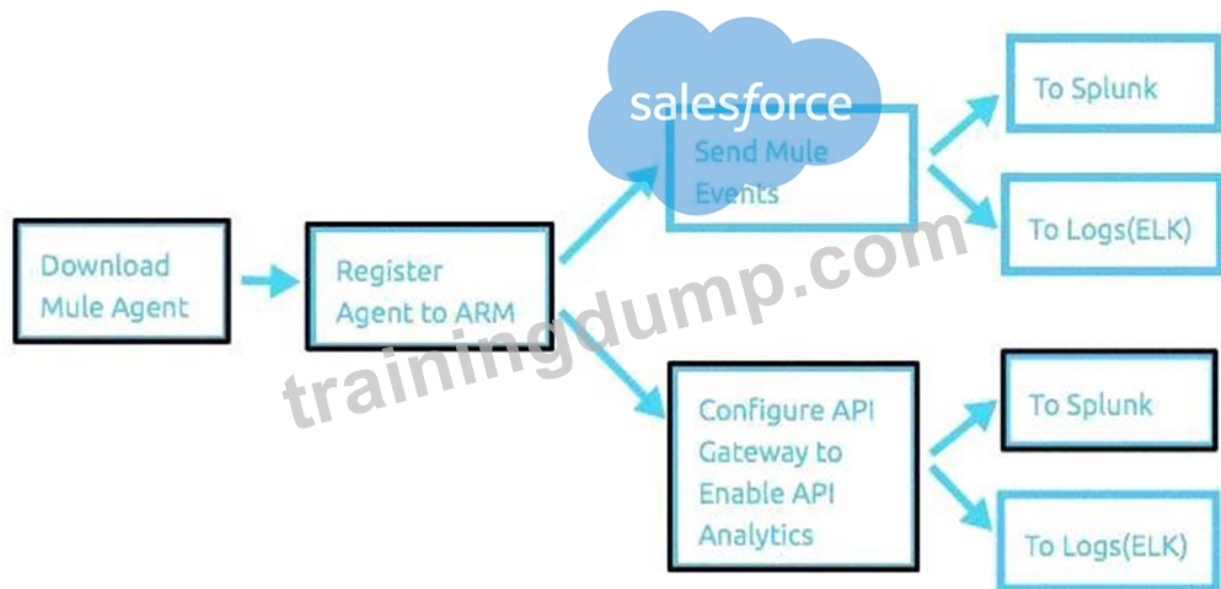 Download
Mule Agent
Register
Agent to ARM
salesforce
Send Mule
Events
To Splunk
To Logs(ELK)
Configure API
Gateway to
Enable API
Analytics
To Splunk
To Logs(ELK)
trainingdump.com